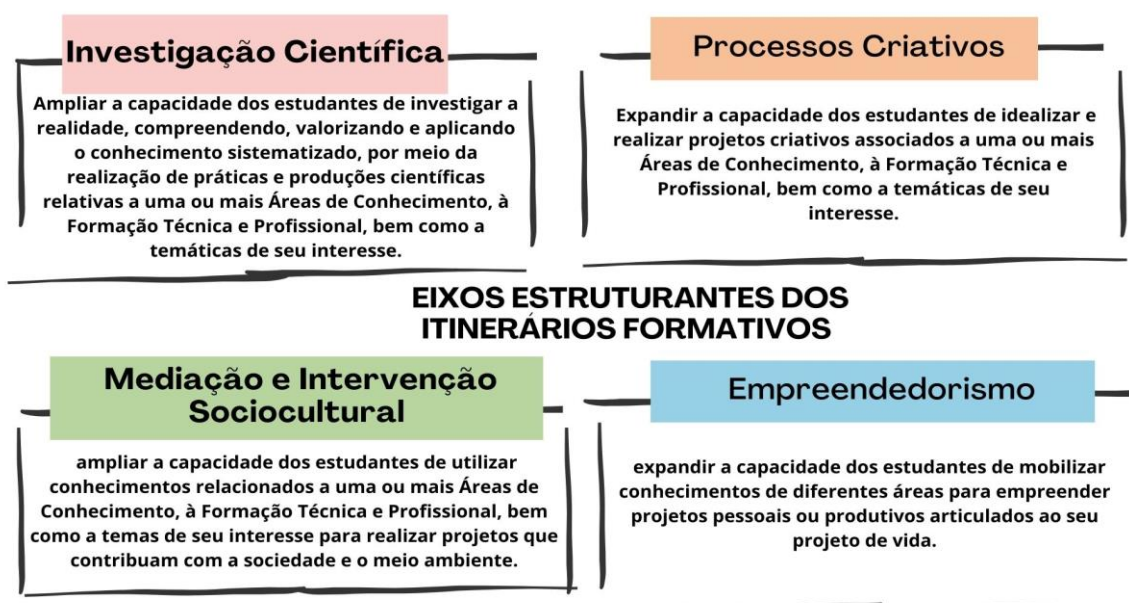 Investigação Científica
Ampliar a capacidade dos estudantes de investigar a
realidade, compreendendo, valorizando e aplicando
o conhecimento sistematizado, por meio da
realização de práticas e produções científicas
relativas a uma ou mais Áreas de Conhecimento, à
Formação Técnica e Profissional, bem como a
temáticas de seu interesse.
Processos Criativos
Expandir a capacidade dos estudantes de idealizar e
realizar projetos criativos associados a uma ou mais
Áreas de Conhecimento, à Formação Técnica e
Profissional, bem como a temáticas de seu
interesse.
EIXOS ESTRUTURANTES DOS
ITINERÁRIOS FORMATIVOS
Mediação e Intervenção
Sociocultural
ampliar a capacidade dos estudantes de utilizar
conhecimentos relacionados a uma ou mais Áreas de
Conhecimento, à Formação Técnica e Profissional, bem
como a temas de seu interesse para realizar projetos que
contribuam com a sociedade e o meio ambiente.
Empreendedorismo
expandir a capacidade dos estudantes de mobilizar
conhecimentos de diferentes áreas para empreender
projetos pessoais ou produtivos articulados ao seu
projeto de vida.